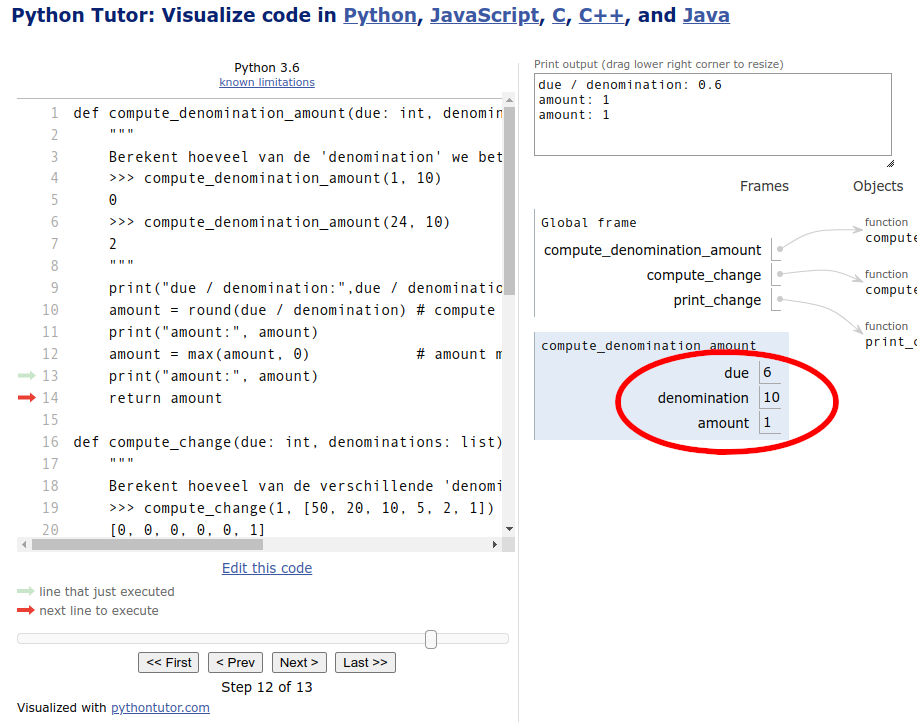 Python Tutor: Visualize code in Python, JavaScript, C, C++, and Java
Python 3.6
known limitations
1 def compute_denomination_amount(due: int, denomin
2 """
3 Berekent hoeveel van de 'denomination' we bet
4 >>> compute_denomination_amount(1, 10)
5 0
6 >>> compute_denomination_amount(24, 10)
7 2
8 """
9 print("due / denomination:",due / denominatio
10 amount = round(due / denomination) # compute
11 print("amount:", amount)
12 amount = max(amount, 0) # amount m
13 print("amount:", amount)
14 return amount
15
16 def compute_change(due: int, denominations: list)
17 """
18 Berekent hoeveel van de verschillende 'denomi
19 >>> compute_change(1, [50, 20, 10, 5, 2, 1])
20 [0, 0, 0, 0, 0, 1]
Edit this code
line that just executed
next line to execute
<< First < Prev Next > Last >>
Step 12 of 13
Visualized with pythontutor.com
Print output (drag lower right corner to resize)
due / denomination: 0.6
amount: 1
amount: 1
Frames Objects
Global frame
compute_denomination_amount
compute_change
print_change
function
compute
function
compute
function
print_c
compute_denomination_amount
due 6
denomination 10
amount 1